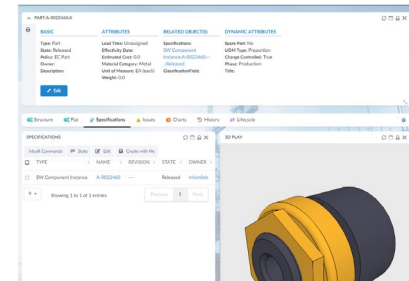 PART-A-0022460-A
BASIC
ATTRIBUTES
RELATED OBJECT(S)
DYNAMIC ATTRIBUTES
Type: Part
State: Released
Policy: EC Part
Owner:
Description:
Lead Time: Unassigned
Effectivity Date:
Estimated Cost: 0.0
Material Category: Metal
Unit of Measure: EA (each)
Weight: 0.0
Specifications:
SW Component
Instance A-0022460 ---
- Released
Classification Path:
Spare Part: No
UOM Type: Proportion
Change Controlled: True
Phase: Production
Title:
Edit
Structure
Plat
Specifications
Issues
Charts
History
Lifecycle
SPECIFICATIONS
3D PLAY
State
Edit
Create with file
TYPE
NAME
REVISION
STATE
OWNER
SW Component Instance
A-0022460
---
Released
Showing 1 to 1 of 1 entries
Previous
1
Next